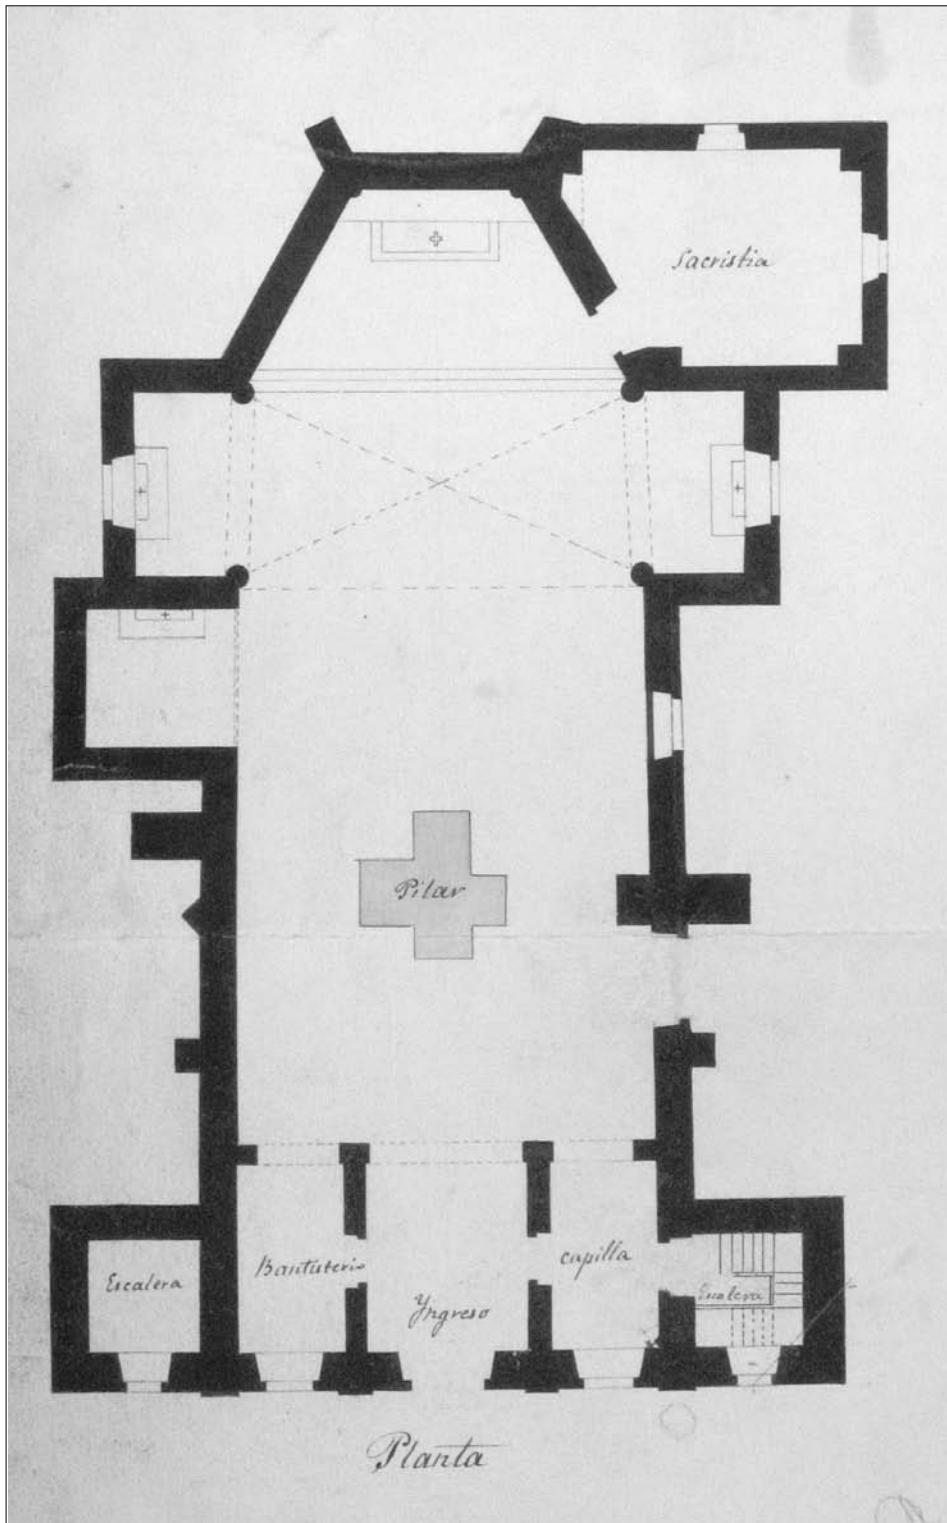 Sacristia
Pilar
Escalera
Bautisterio
Yngreso
capilla
Escalera
Planta